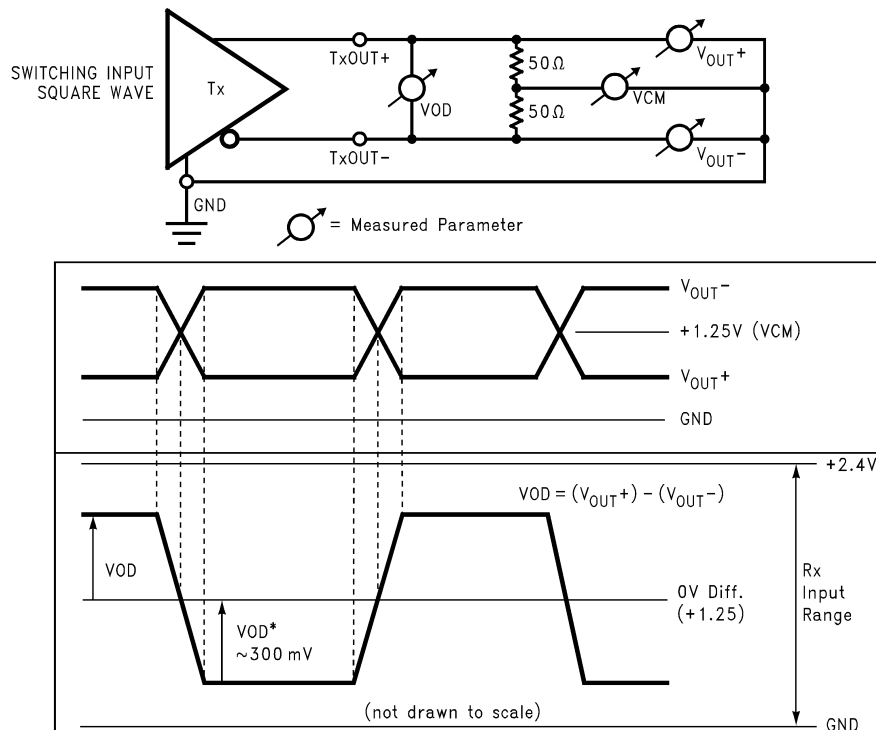 SWITCHING INPUT
SQUARE WAVE
Tx
TxOUT+
TxOUT-
GND
VOD
50Ω
50Ω
VCM
VOUT+
VOUT-
= Measured Parameter
VOUT-
+1.25V (VCM)
VOUT+
GND
+2.4V
VOD = (VOUT+) - (VOUT-)
VOD
0V Diff.
(+1.25)
Rx
Input
Range
VOD*
~300 mV
(not drawn to scale)
GND